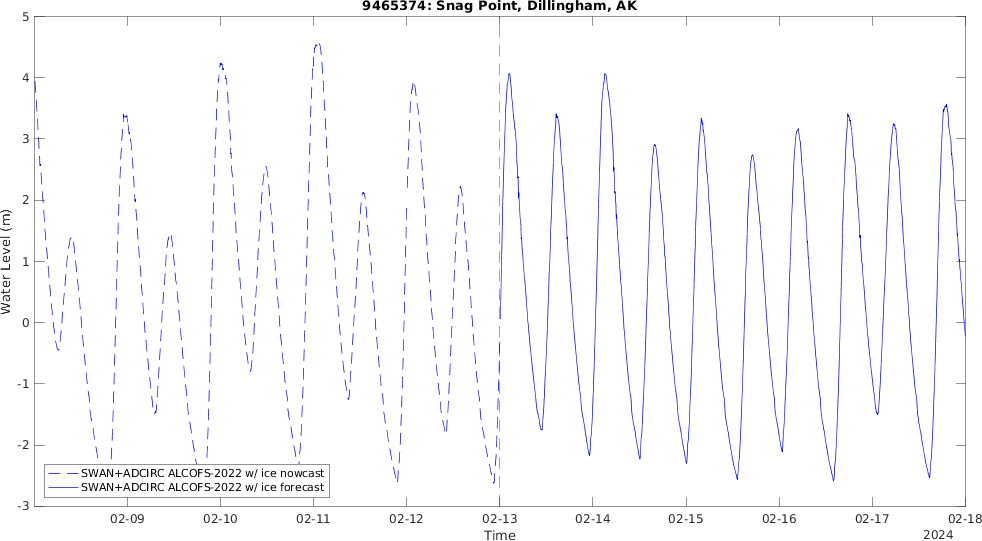 9465374: Snag Point, Dillingham, AK
5
4
3
2
1
0
-1
-2
-3
Water Level (m)
SWAN+ADCIRC ALCOFS-2022 w/ ice nowcast
SWAN+ADCIRC ALCOFS-2022 w/ ice forecast
02-09 02-10 02-11 02-12 02-13 02-14 02-15 02-16 02-17 02-18
Time
2024